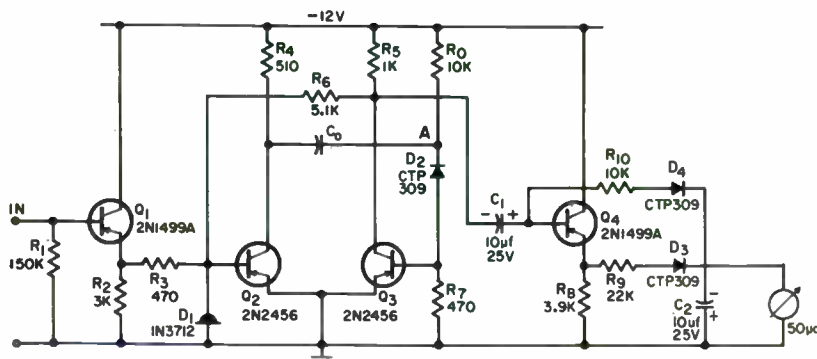 -12V
R4
510
R5
1K
R0
10K
R6
5.1K
C0
A
D2
CTP
309
R10
10K
D4
CTP309
IN
Q1
2N1499A
C1
- +
10µf
25V
Q4
2N1499A
R1
150K
R2
3K
R3
470
D1
1N3712
Q2
2N2456
Q3
2N2456
R7
470
R8
3.9K
R9
22K
D3
CTP309
C2
10µf
25V
-
+
50µa